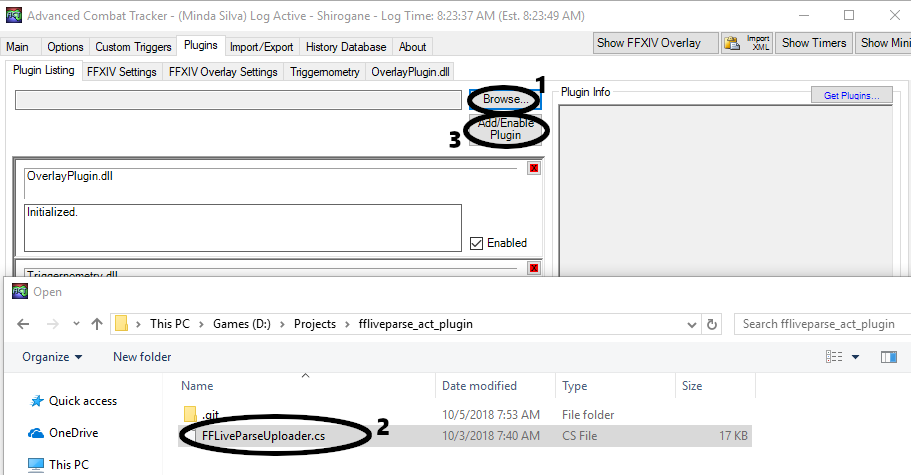 Advanced Combat Tracker - (Minda Silva) Log Active - Shirogane - Log Time: 8:23:37 AM (Est. 8:23:49 AM)
Main Options Custom Triggers Plugins Import/Export History Database About Show FFXIV Overlay Import XML Show Timers Show Mini
Plugin Listing FFXIV Settings FFXIV Overlay Settings Triggernometry OverlayPlugin.dll
1
Browse...
Plugin Info
Get Plugins...
3
Add/Enable
Plugin
OverlayPlugin.dll
Initialized.
Enabled
Triggernometry.dll
Open
This PC Games (D:) Projects ffliveparse_act_plugin
Search ffliveparse_act_plugin
Organize New folder
Name Date modified Type Size
Quick access
.git 10/5/2018 7:53 AM File folder
OneDrive
FFLiveParseUploader.cs 2 10/3/2018 7:40 AM CS File 17 KB
This PC